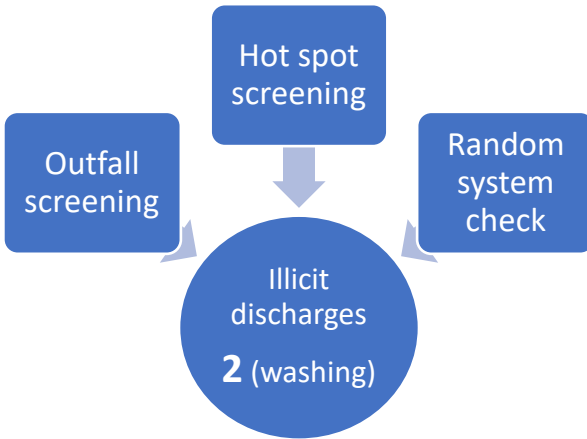 Hot spot
screening
Outfall
screening
Random
system
check
Illicit
discharges
2 (washing)